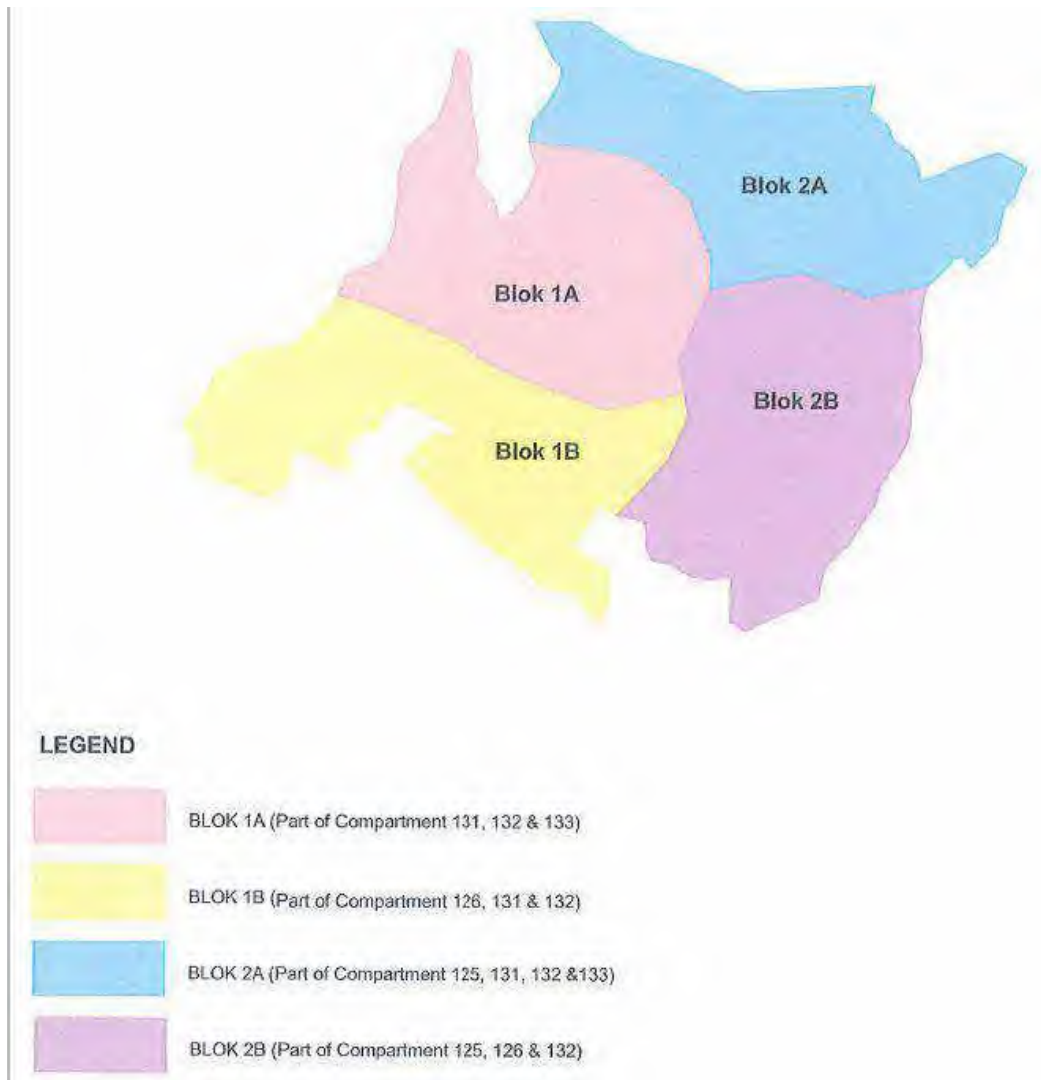 Blok 2A
Blok 1A
Blok 2B
Blok 1B
LEGEND
BLOK 1A (Part of Compartment 131, 132 & 133)
BLOK 1B (Part of Compartment 126, 131 & 132)
BLOK 2A (Part of Compartment 125, 131, 132 &133)
BLOK 2B (Part of Compartment 125, 126 & 132)